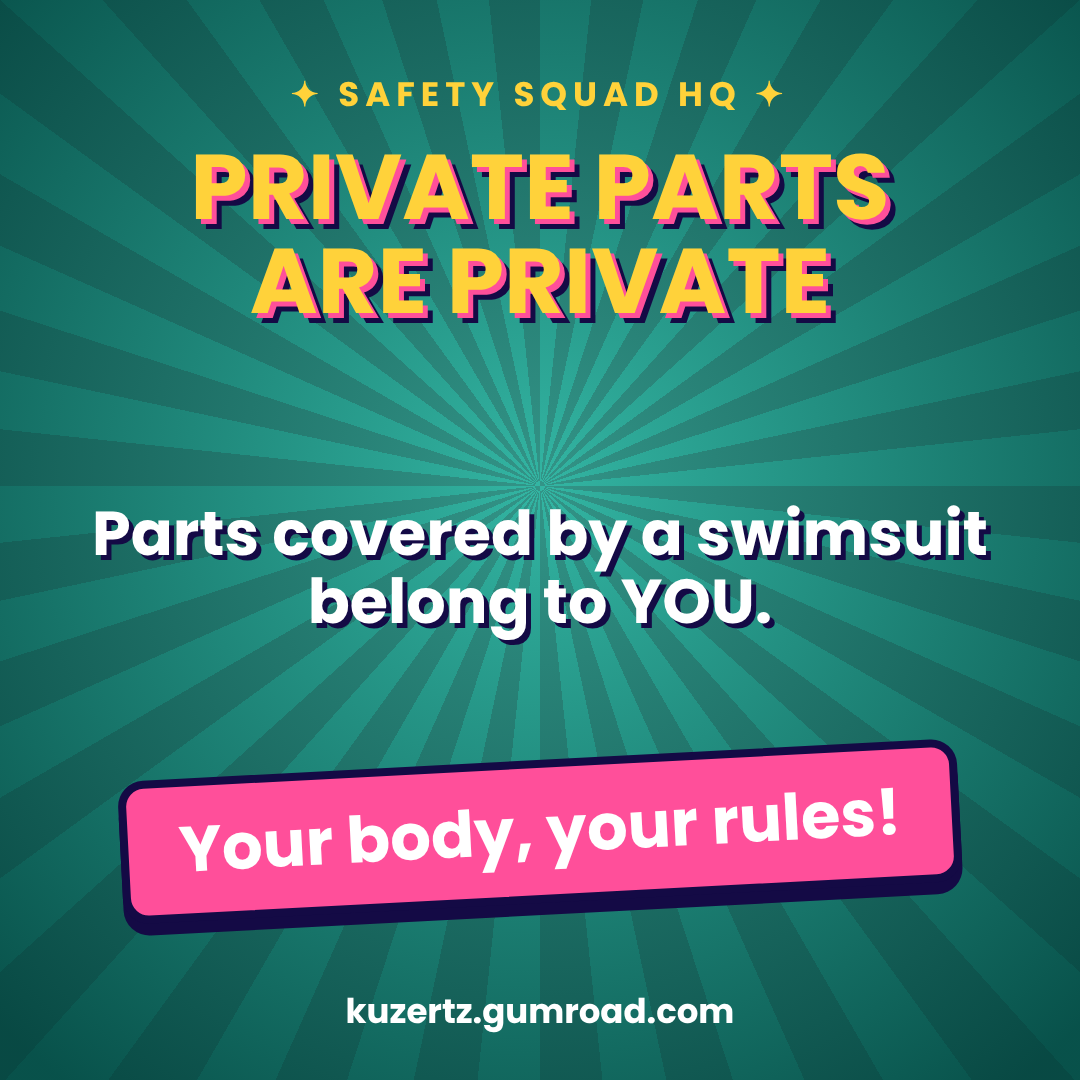 ✦ SAFETY SQUAD HQ ✦
PRIVATE PARTS
ARE PRIVATE
Parts covered by a swimsuit
belong to YOU.
Your body, your rules!
kuzertz.gumroad.com